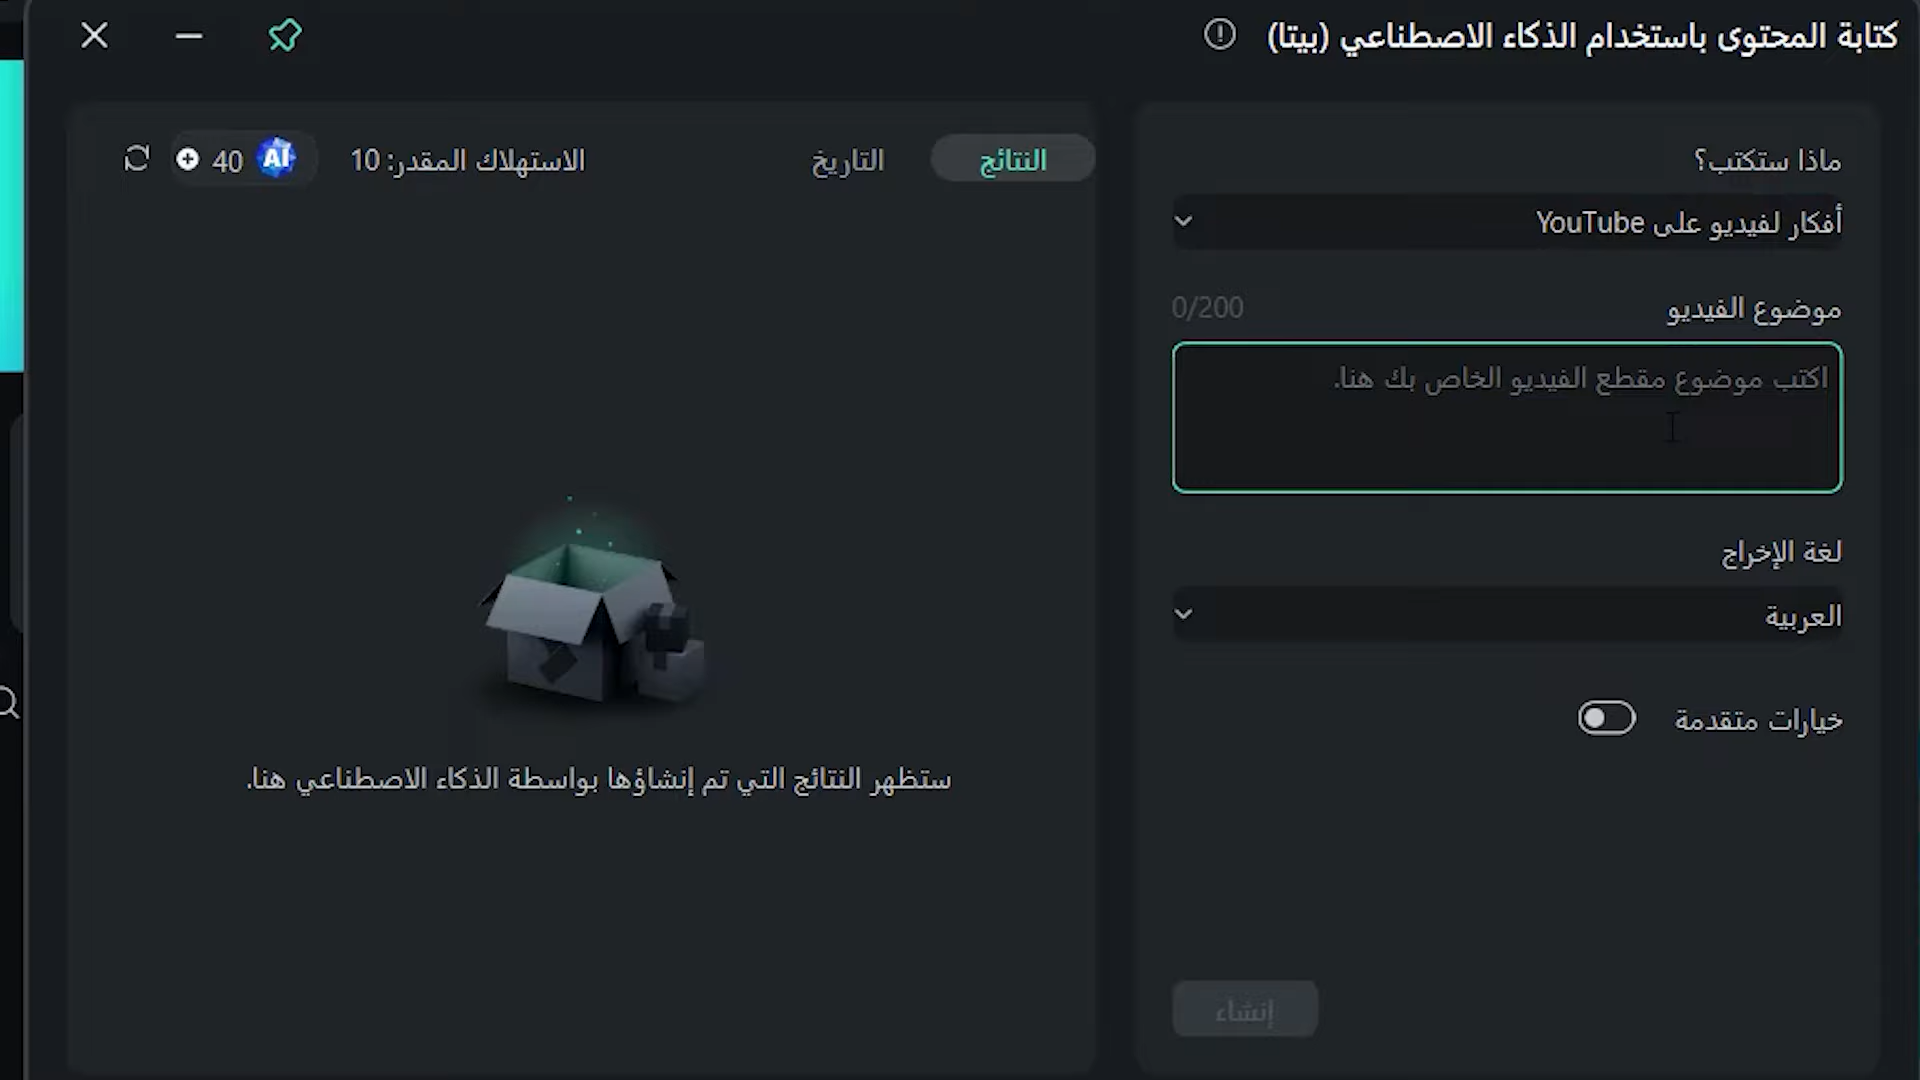 كتابة المحتوى باستخدام الذكاء الاصطناعي (بيتا)
ماذا ستكتب؟
أفكار لفيديو على YouTube
موضوع الفيديو
0/200
اكتب موضوع مقطع الفيديو الخاص بك هنا.
لغة الإخراج
العربية
خيارات متقدمة
إنشاء
النتائج
التاريخ
الاستهلاك المقدر: 10
AI 40
ستظهر النتائج التي تم إنشاؤها بواسطة الذكاء الاصطناعي هنا.